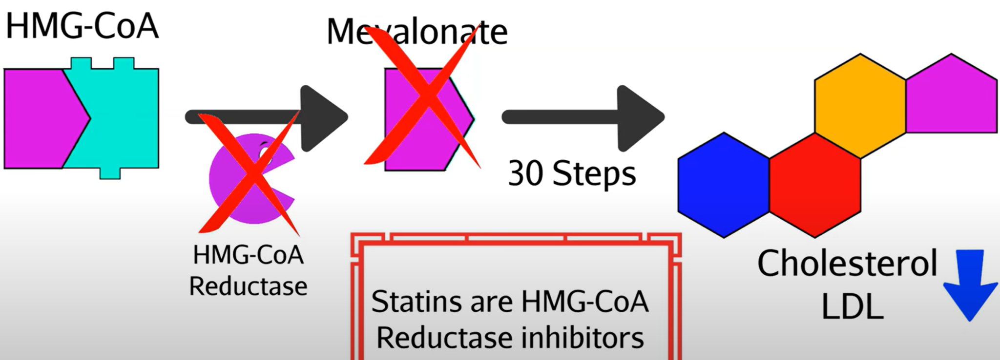 HMG-CoA
Mevalonate
30 Steps
HMG-CoA
Reductase
Cholesterol
LDL
Statins are HMG-CoA
Reductase inhibitors